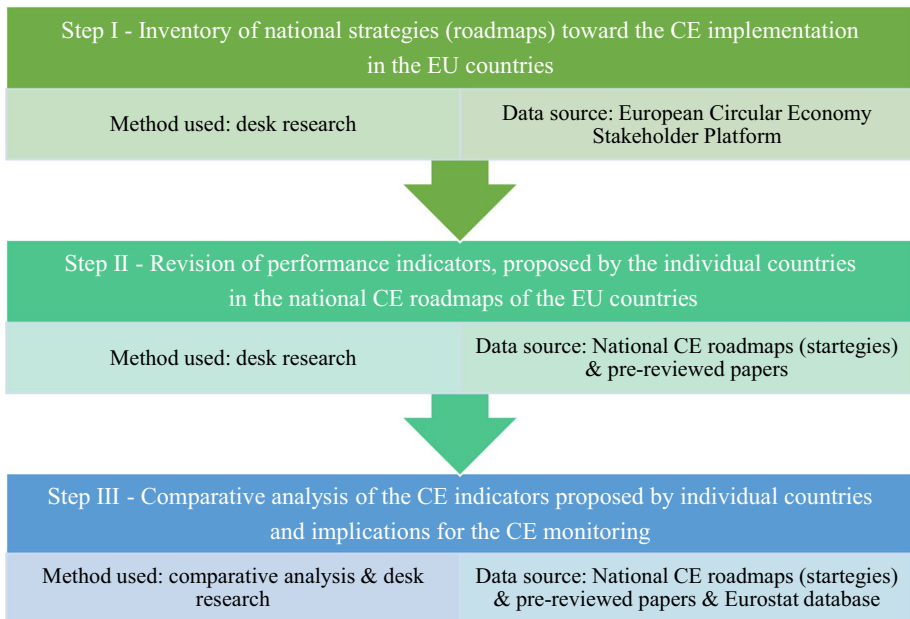 Step I - Inventory of national strategies (roadmaps) toward the CE implementation
in the EU countries
Method used: desk research
Data source: European Circular Economy
Stakeholder Platform
Step II - Revision of performance indicators, proposed by the individual countries
in the national CE roadmaps of the EU countries
Method used: desk research
Data source: National CE roadmaps (startegies)
& pre-reviewed papers
Step III - Comparative analysis of the CE indicators proposed by individual countries
and implications for the CE monitoring
Method used: comparative analysis & desk
research
Data source: National CE roadmaps (startegies)
& pre-reviewed papers & Eurostat database